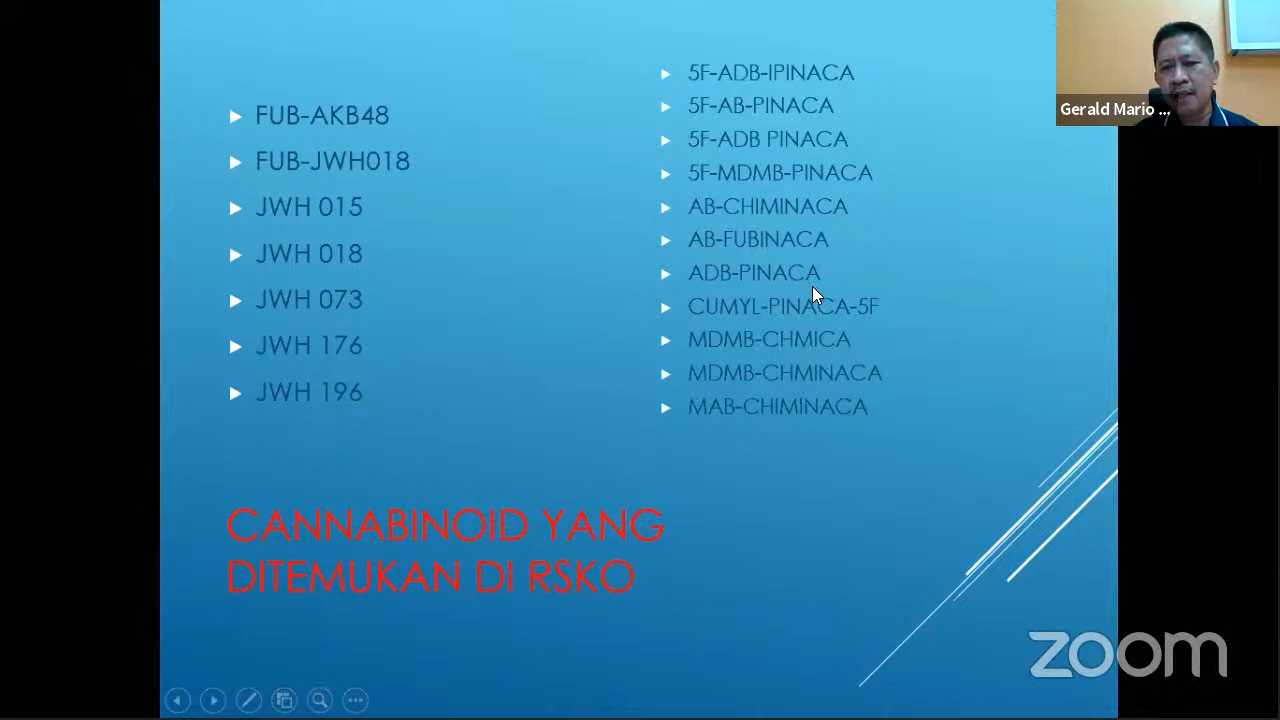 FUB-AKB48
FUB-JWH018
JWH 015
JWH 018
JWH 073
JWH 176
JWH 196
5F-ADB-IPINACA
5F-AB-PINACA
5F-ADB PINACA
5F-MDMB-PINACA
AB-CHIMINACA
AB-FUBINACA
ADB-PINACA
CUMYL-PINACA-5F
MDMB-CHMICA
MDMB-CHMINACA
MAB-CHIMINACA
CANNABINOID YANG
DITEMUKAN DI RSKO
Gerald Mario ...
zoom